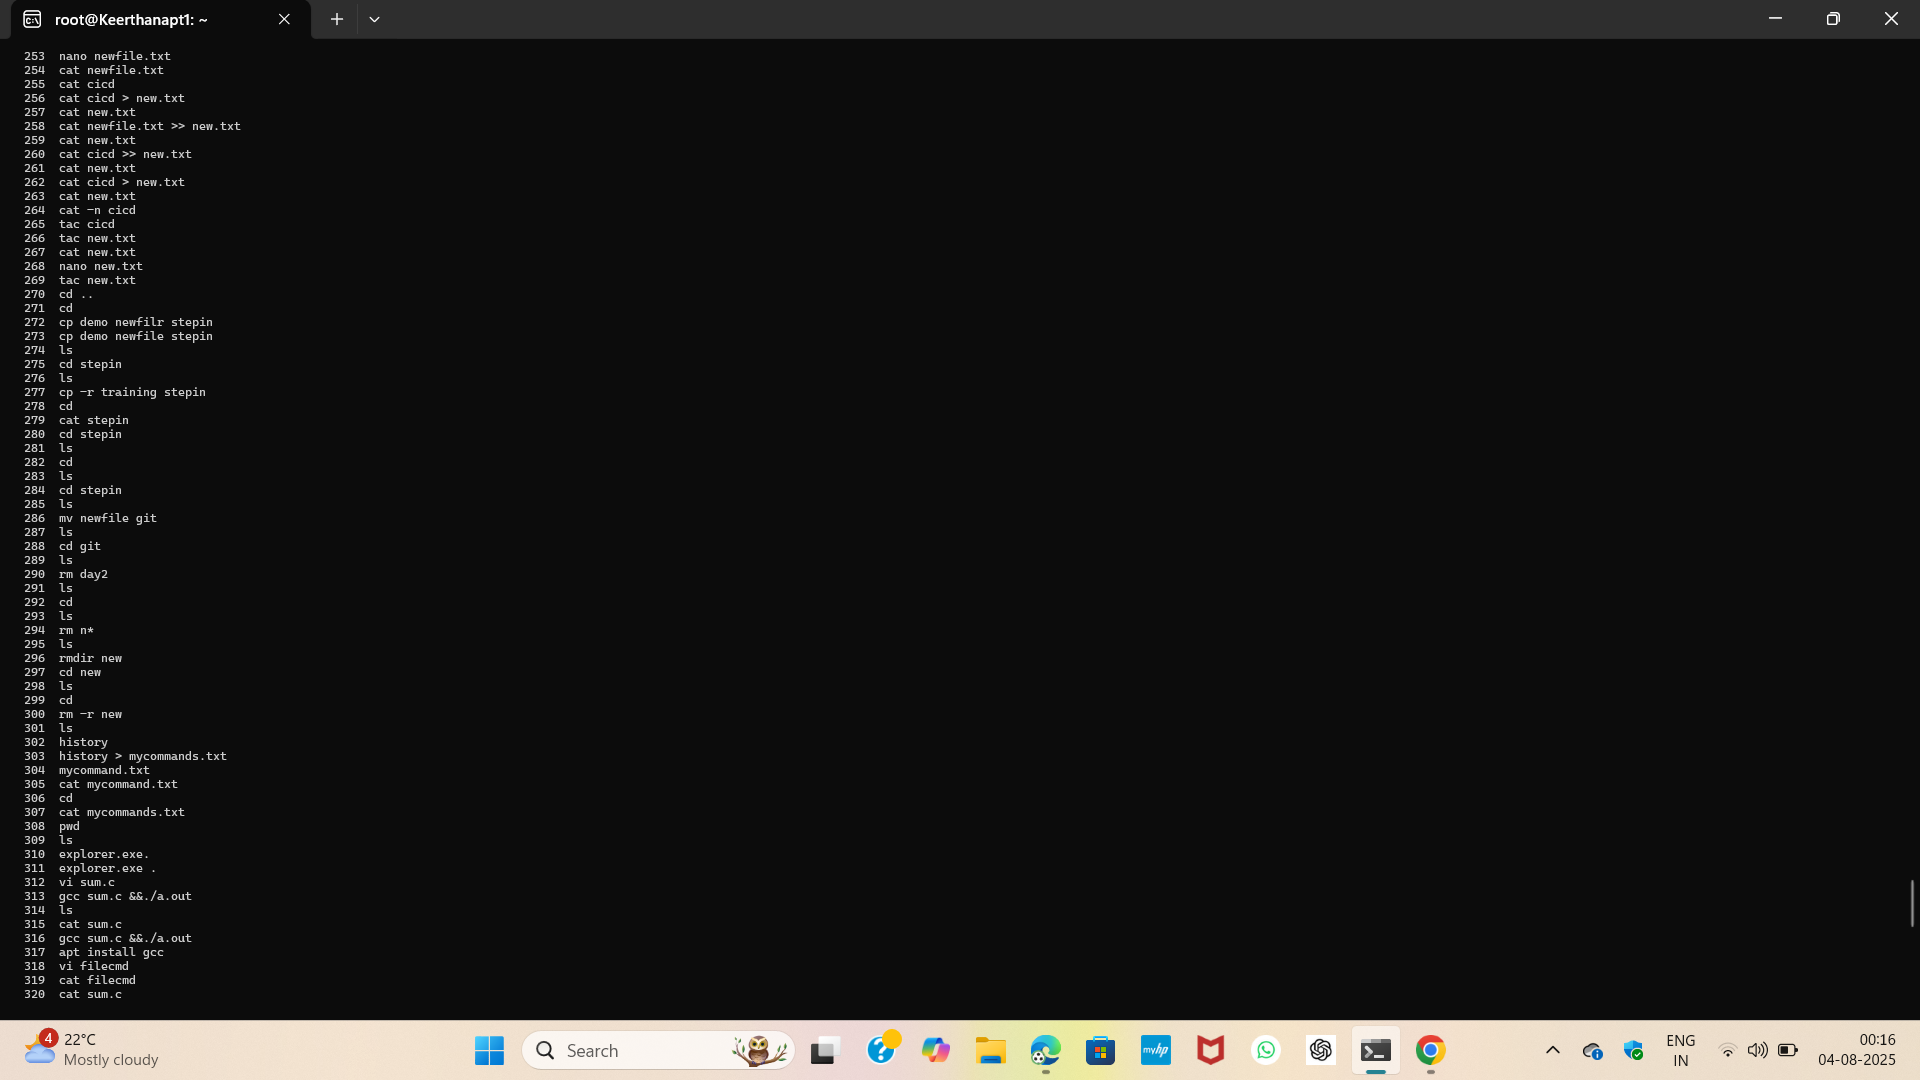 root@Keerthanapt1: ~
253 nano newfile.txt
254 cat newfile.txt
255 cat cicd
256 cat cicd > new.txt
257 cat new.txt
258 cat newfile.txt >> new.txt
259 cat new.txt
260 cat cicd >> new.txt
261 cat new.txt
262 cat cicd > new.txt
263 cat new.txt
264 cat -n cicd
265 tac cicd
266 tac new.txt
267 cat new.txt
268 nano new.txt
269 tac new.txt
270 cd ..
271 cd
272 cp demo newfilr stepin
273 cp demo newfile stepin
274 ls
275 cd stepin
276 ls
277 cp -r training stepin
278 cd
279 cat stepin
280 cd stepin
281 ls
282 cd
283 ls
284 cd stepin
285 ls
286 mv newfile git
287 ls
288 cd git
289 ls
290 rm day2
291 ls
292 cd
293 ls
294 rm n*
295 ls
296 rmdir new
297 cd new
298 ls
299 cd
300 rm -r new
301 ls
302 history
303 history > mycommands.txt
304 mycommand.txt
305 cat mycommand.txt
306 cd
307 cat mycommands.txt
308 pwd
309 ls
310 explorer.exe.
311 explorer.exe .
312 vi sum.c
313 gcc sum.c &&./a.out
314 ls
315 cat sum.c
316 gcc sum.c &&./a.out
317 apt install gcc
318 vi filecmd
319 cat filecmd
320 cat sum.c
4
22°C
Mostly cloudy
Search
myhp
ENG
IN
00:16
04-08-2025